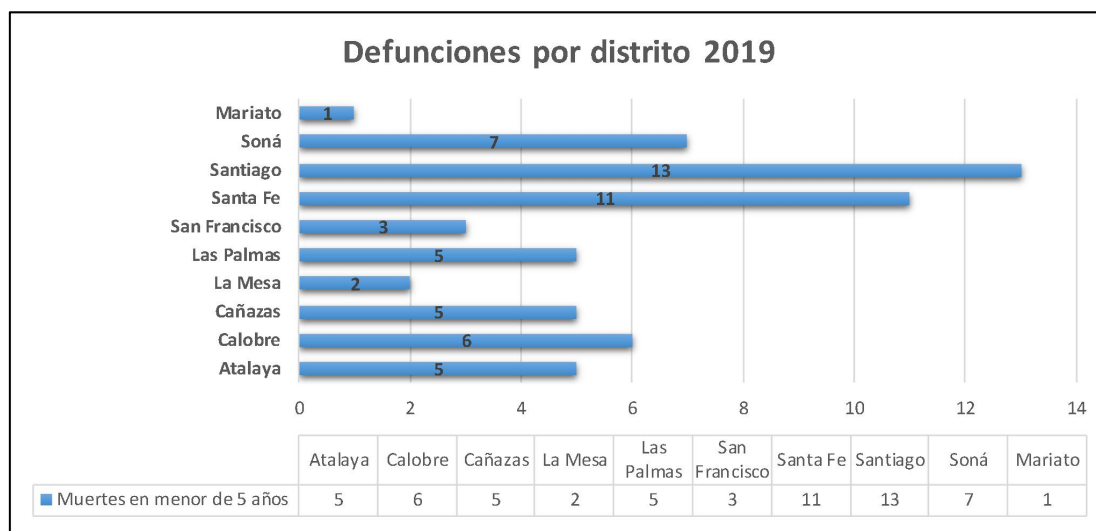 Defunciones por distrito 2019
Mariato
1
Soná
7
Santiago
13
Santa Fe
11
San Francisco
3
Las Palmas
5
La Mesa
2
Cañazas
5
Calobre
6
Atalaya
5
0 2 4 6 8 10 12 14
Atalaya Calobre Cañazas La Mesa Las Palmas San Francisco Santa Fe Santiago Soná Mariato
Muertes en menor de 5 años 5 6 5 2 5 3 11 13 7 1